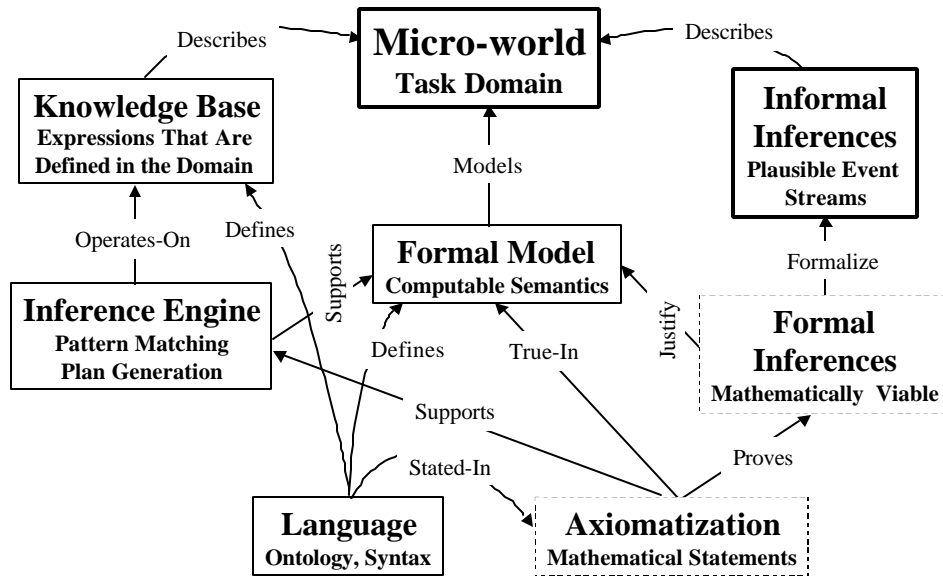 Describes
Micro-world
Task Domain
Describes
Knowledge Base
Expressions That Are
Defined in the Domain
Informal
Inferences
Plausible Event
Streams
Models
Operates-On
Defines
Supports
Formal Model
Computable Semantics
Formalize
Inference Engine
Pattern Matching
Plan Generation
Defines
True-In
Justify
Formal
Inferences
Mathematically Viable
Supports
Stated-In
Proves
Language
Ontology, Syntax
Axiomatization
Mathematical Statements